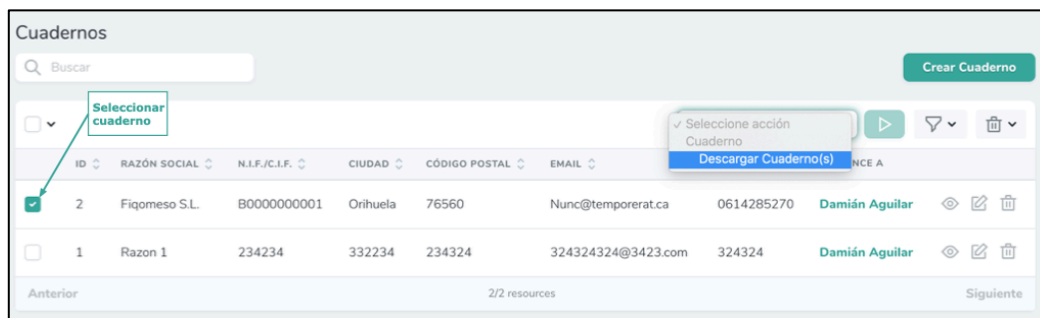 Cuadernos
Buscar
Crear Cuaderno
Seleccionar
cuaderno
✓ Seleccione acción
Cuaderno
Descargar Cuaderno(s)
ID RAZÓN SOCIAL N.I.F./C.I.F. CIUDAD CÓDIGO POSTAL EMAIL NCE A
2 Fiqomeso S.L. B0000000001 Orihuela 76560 Nunc@temporerat.ca 0614285270 Damián Aguilar
1 Razon 1 234234 332234 234324 324324324@3423.com 324324 Damián Aguilar
Anterior 2/2 resources Siguiente